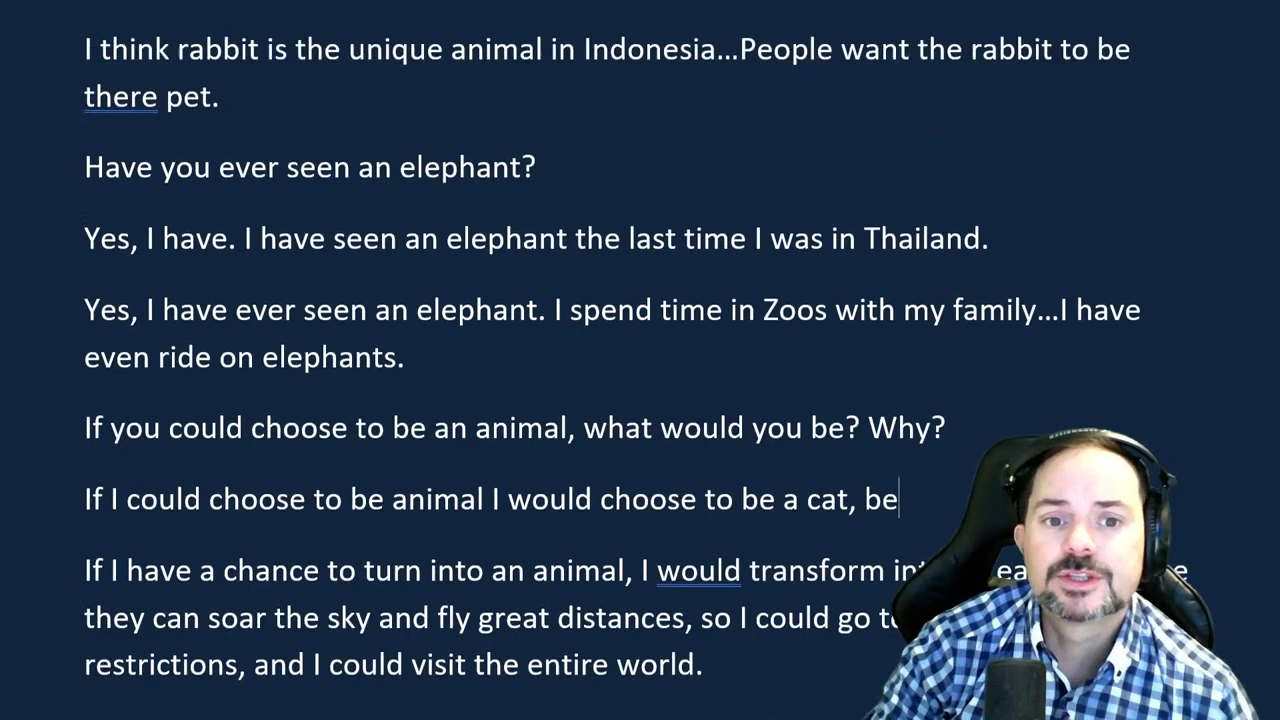 I think rabbit is the unique animal in Indonesia…People want the rabbit to be
there pet.
Have you ever seen an elephant?
Yes, I have. I have seen an elephant the last time I was in Thailand.
Yes, I have ever seen an elephant. I spend time in Zoos with my family…I have
even ride on elephants.
If you could choose to be an animal, what would you be? Why?
If I could choose to be animal I would choose to be a cat, be
If I have a chance to turn into an animal, I would transform
they can soar the sky and fly great distances, so I could go
restrictions, and I could visit the entire world.